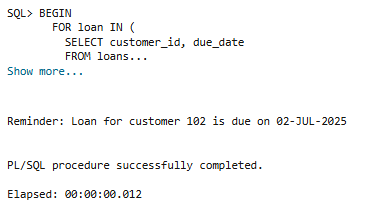 SQL> BEGIN
FOR loan IN (
SELECT customer_id, due_date
FROM loans...
Show more...
Reminder: Loan for customer 102 is due on 02-JUL-2025
PL/SQL procedure successfully completed.
Elapsed: 00:00:00.012